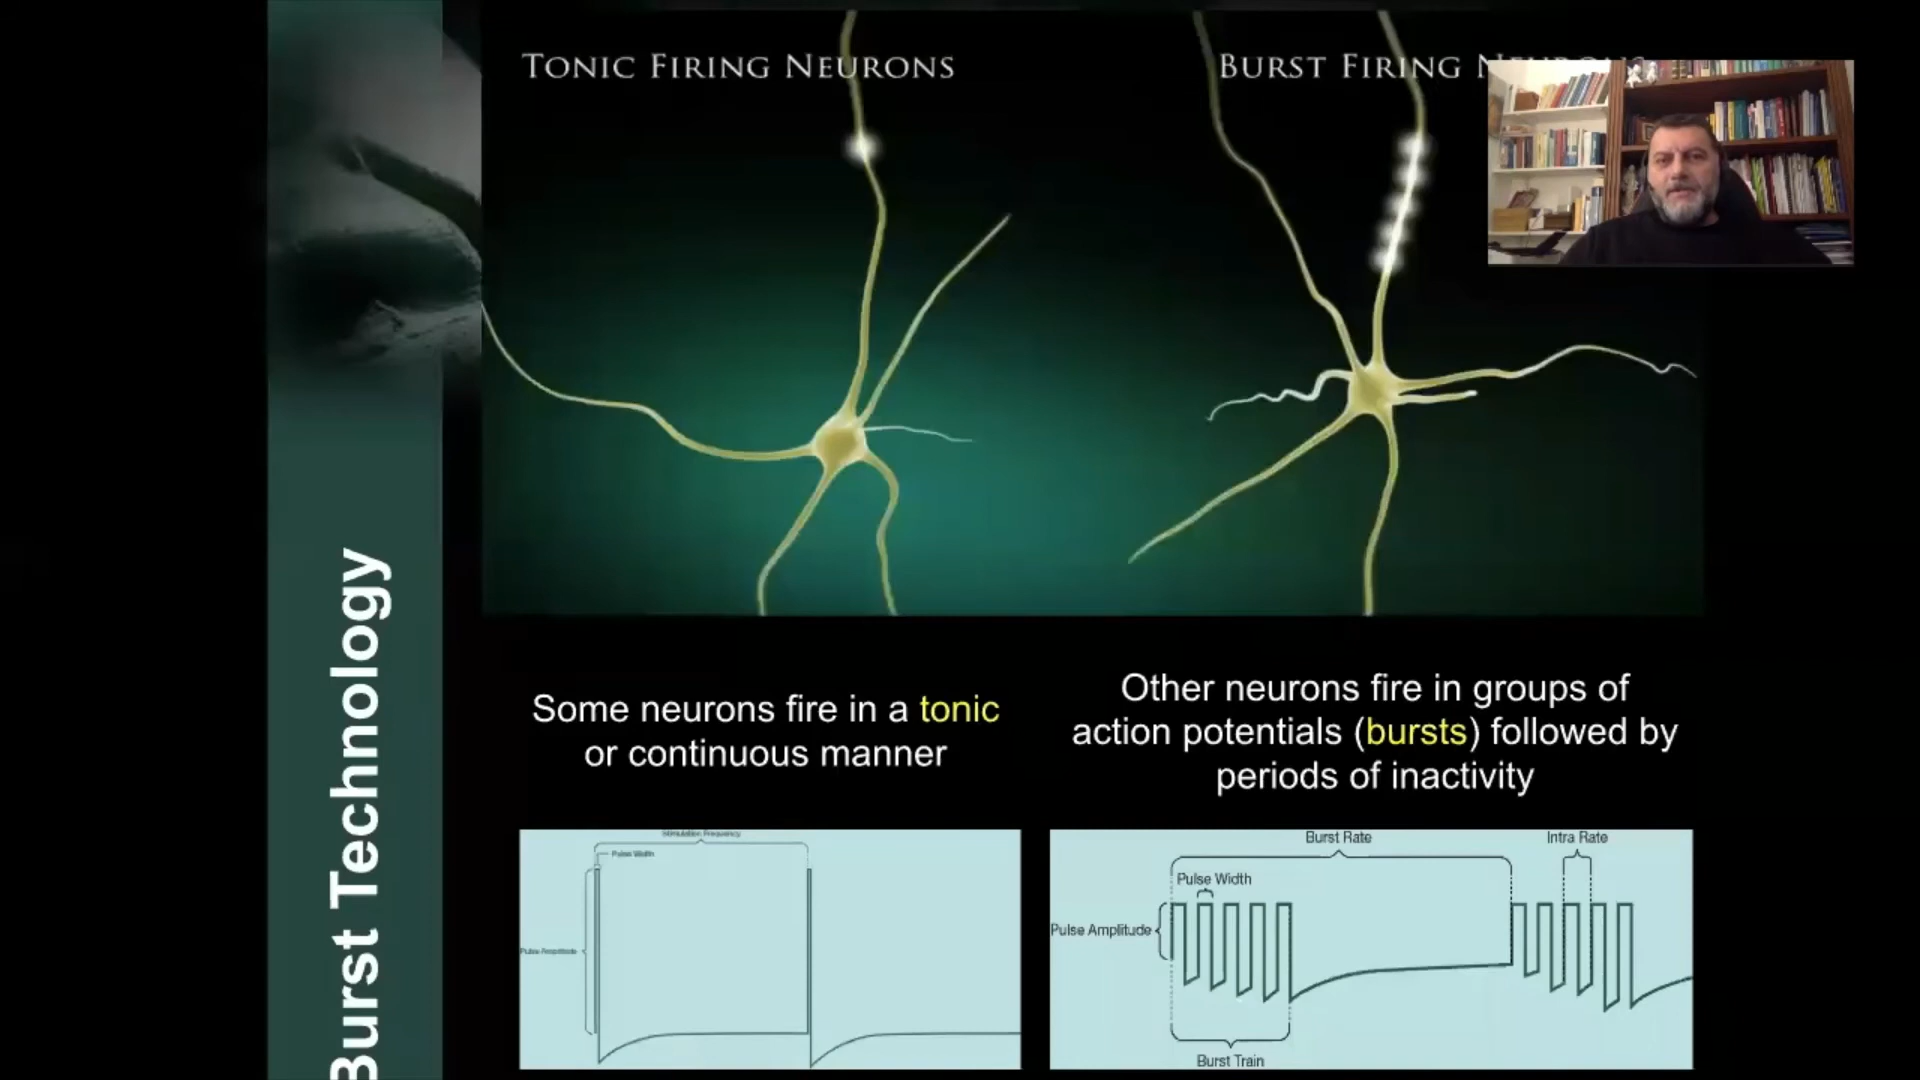 TONIC FIRING NEURONS
BURST FIRING
Burst Technology
Some neurons fire in a tonic
or continuous manner
Other neurons fire in groups of
action potentials (bursts) followed by
periods of inactivity
Stimulation Frequency
Pulse Width
Pulse Amplitude
Burst Rate
Intra Rate
Pulse Width
Pulse Amplitude
Burst Train